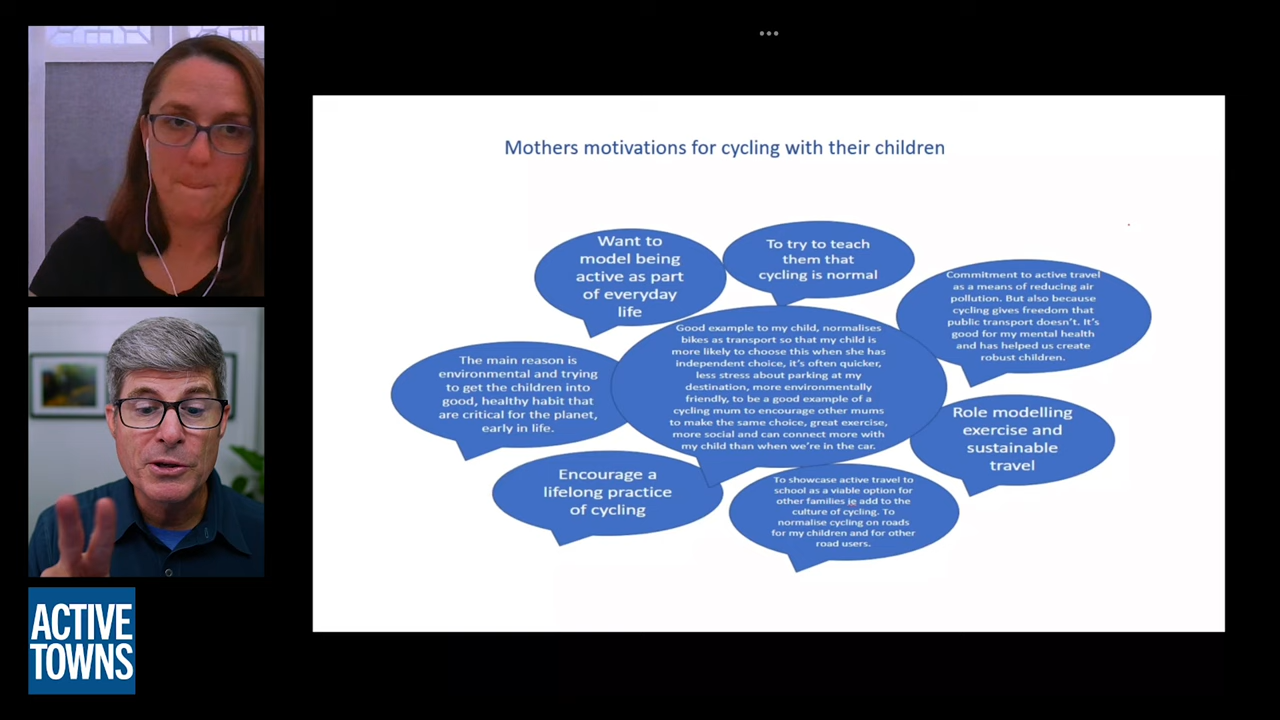 Mothers motivations for cycling with their children
Want to
model being
active as part
of everyday
life
To try to teach
them that
cycling is normal
Commitment to active travel
as a means of reducing air
pollution. But also because
cycling gives freedom that
public transport doesn't. It's
good for my mental health
and has helped us create
robust children.
The main reason is
environmental and trying
to get the children into
good, healthy habit that
are critical for the planet,
early in life.
Good example to my child, normalises
bikes as transport so that my child is
more likely to choose this when she has
independent choice, it's often quicker,
less stress about parking at my
destination, more environmentally
friendly, to be a good example of a
cycling mum to encourage other mums
to make the same choice, great exercise,
more social and can connect more with
my child than when we're in the car.
Role modelling
exercise and
sustainable
travel
Encourage a
lifelong practice
of cycling
To showcase active travel to
school as a viable option for
other families ie add to the
culture of cycling. To
normalise cycling on roads
for my children and for other
road users.
ACTIVE
TOWNS